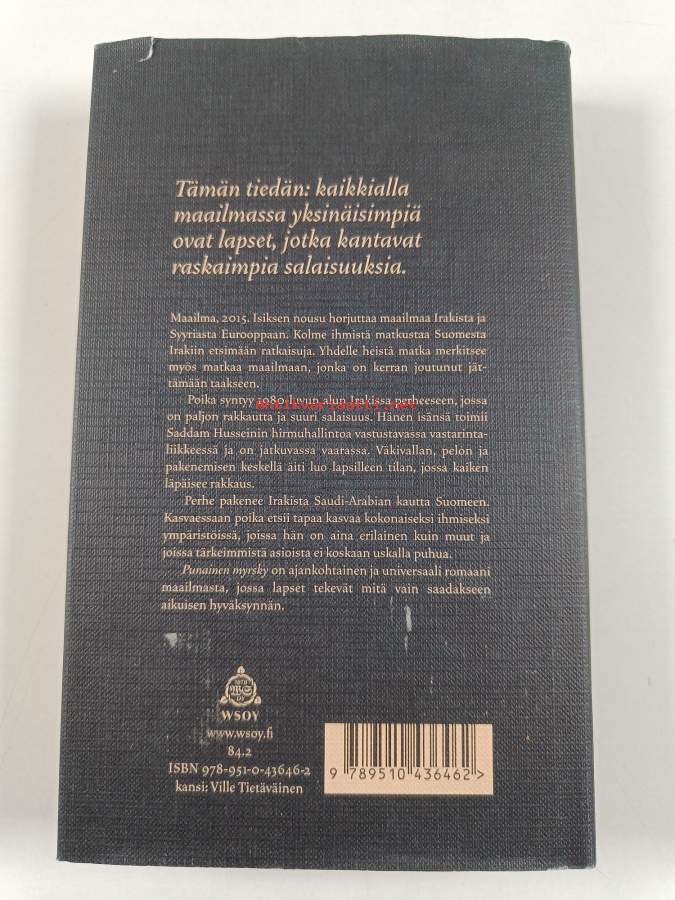 Tämän tiedän: kaikkialla
maailmassa yksinäisimpiä
ovat lapset, jotka kantavat
raskaimpia salaisuuksia.
Maailma, 2015. Isiksen nousu horjuttaa maailmaa Irakista ja
Syyriasta Eurooppaan. Kolme ihmistä matkustaa Suomesta
Irakiin etsimään ratkaisuja. Yhdelle heistä matka merkitsee
myös matkaa maailmaan, jonka on kerran joutunut jät-
tämään taakseen.
Poika syntyy 1980-luvun alun Irakissa perheeseen, jossa
on paljon rakkautta ja suuri salaisuus. Hänen isänsä toimii
Saddam Husseinin hirmuhallintoa vastustavassa vastarinta-
liikkeessä ja on jatkuvassa vaarassa. Väkivallan, pelon ja
pakenemisen keskellä äiti luo lapsilleen tilan, jossa kaiken
läpäisee rakkaus.
Perhe pakenee Irakista Saudi-Arabian kautta Suomeen.
Kasvaessaan poika etsii tapaa kasvaa kokonaiseksi ihmiseksi
ympäristöissä, joissa hän on aina erilainen kuin muut ja
joissa tärkeimmistä asioista ei koskaan uskalla puhua.
Punainen myrsky on ajankohtainen ja universaali romaani
maailmasta, jossa lapset tekevät mitä vain saadakseen
aikuisen hyväksynnän.
WSOY
www.wsoy.fi
84.2
ISBN 978-951-0-43646-2
kansi: Ville Tietäväinen
9 789510 436462 >